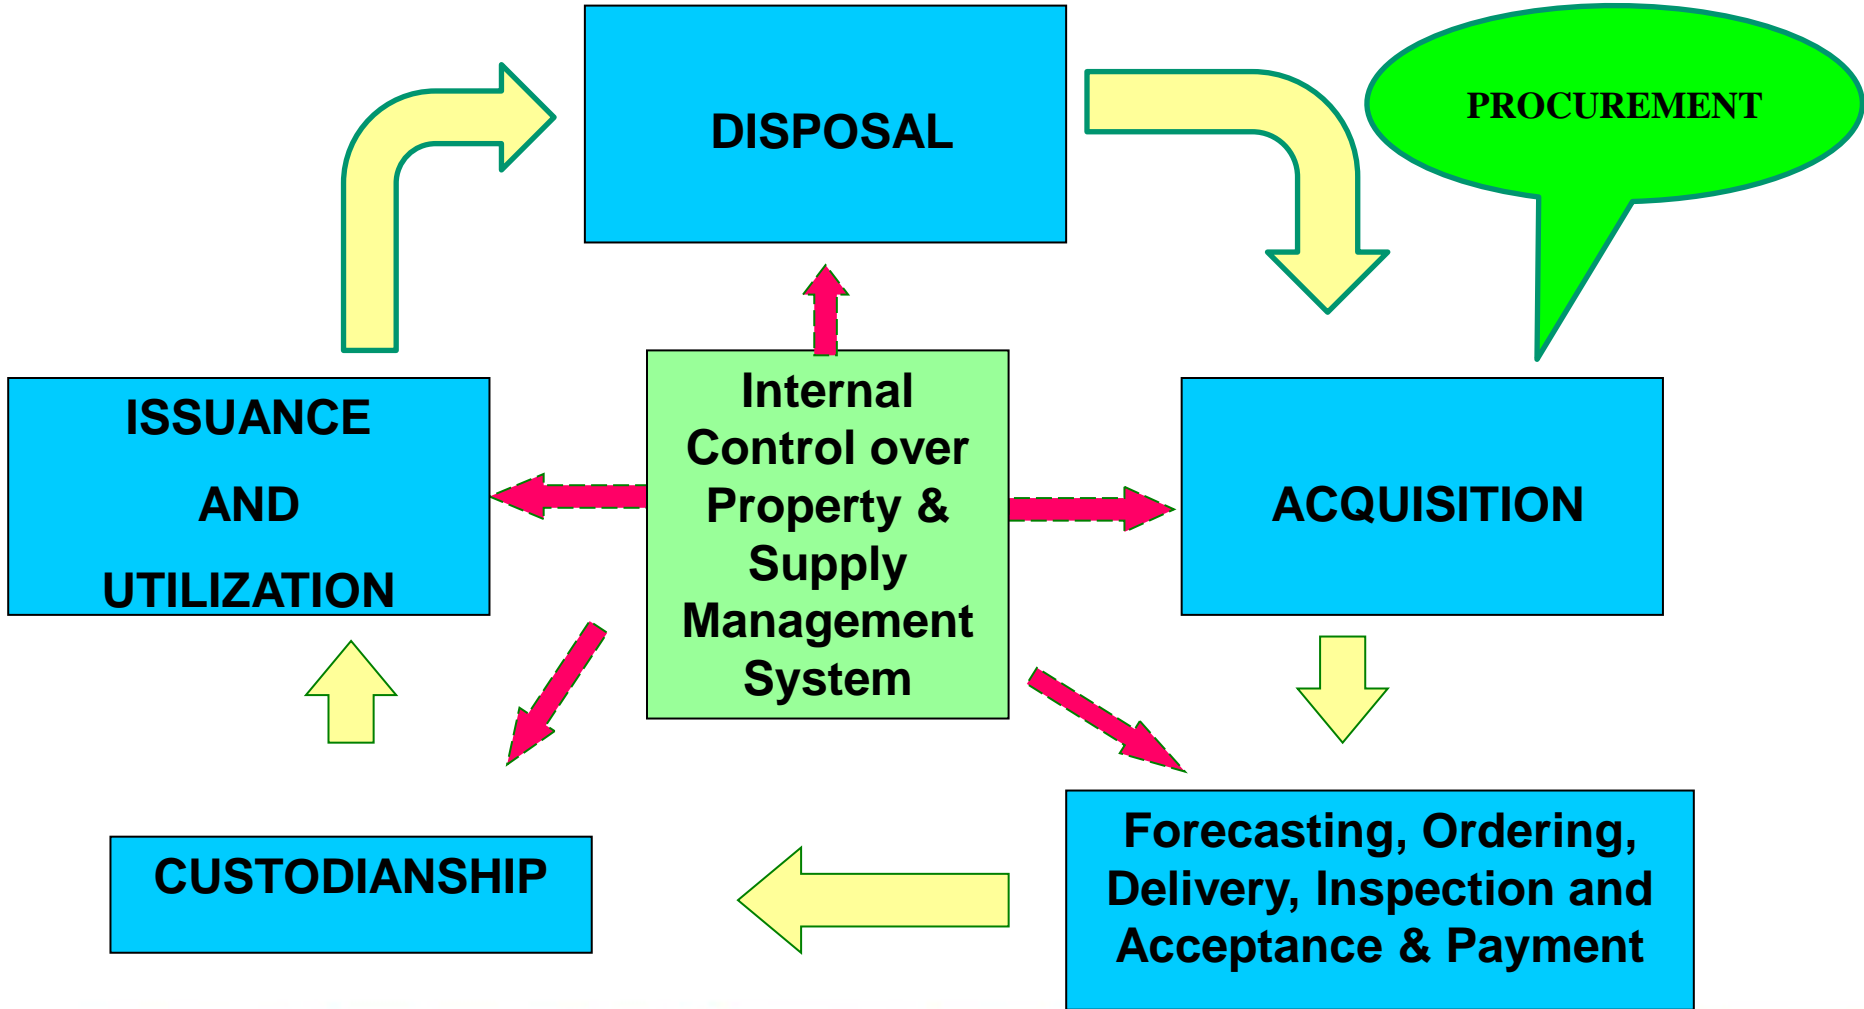 DISPOSAL
PROCUREMENT
ISSUANCE
AND
UTILIZATION
Internal
Control over
Property &
Supply
Management
System
ACQUISITION
CUSTODIANSHIP
Forecasting, Ordering,
Delivery, Inspection and
Acceptance & Payment